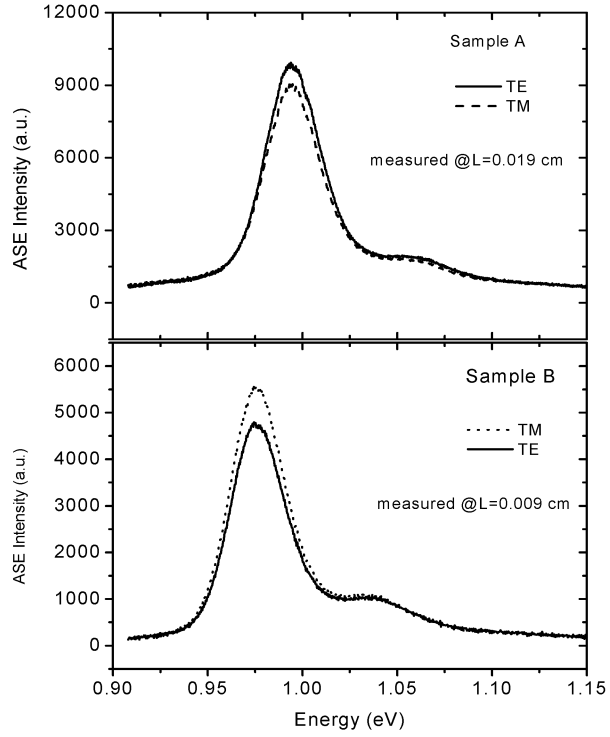 12000
9000
6000
3000
0
ASE Intensity (a.u.)
Sample A
TE
TM
measured @L=0.019 cm
6000
5000
4000
3000
2000
1000
0
ASE Intensity (a.u.)
Sample B
TM
TE
measured @L=0.009 cm
0.90 0.95 1.00 1.05 1.10 1.15
Energy (eV)